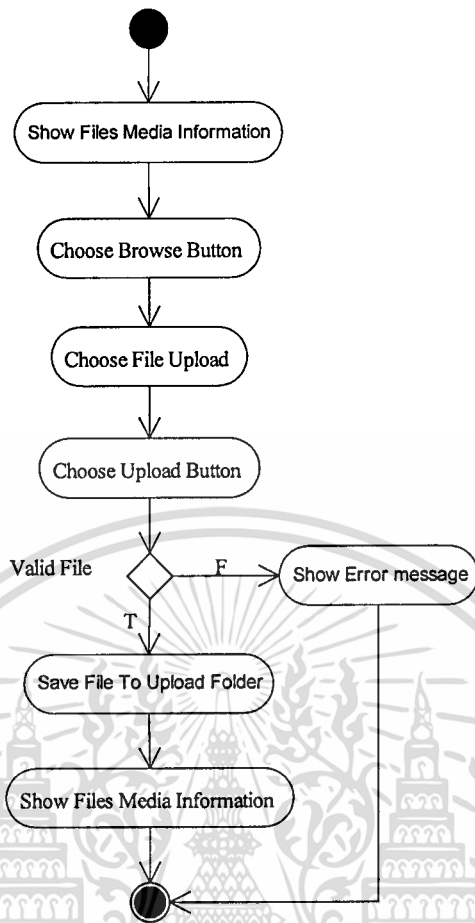 Show Files Media Information
Choose Browse Button
Choose File Upload
Choose Upload Button
Valid File
F
Show Error message
T
Save File To Upload Folder
Show Files Media Information